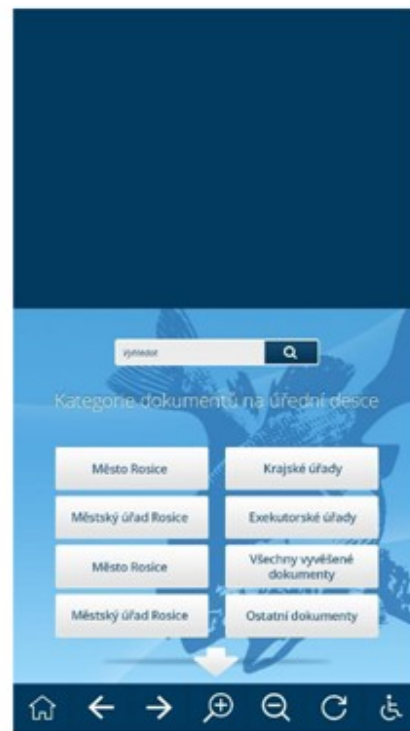 Vyhledat
Kategorie dokumentů na úřední desce
Město Rosice
Krajské úřady
Městský úřad Rosice
Exekutorské úřady
Město Rosice
Všechny vyvěšené
dokumenty
Městský úřad Rosice
Ostatní dokumenty